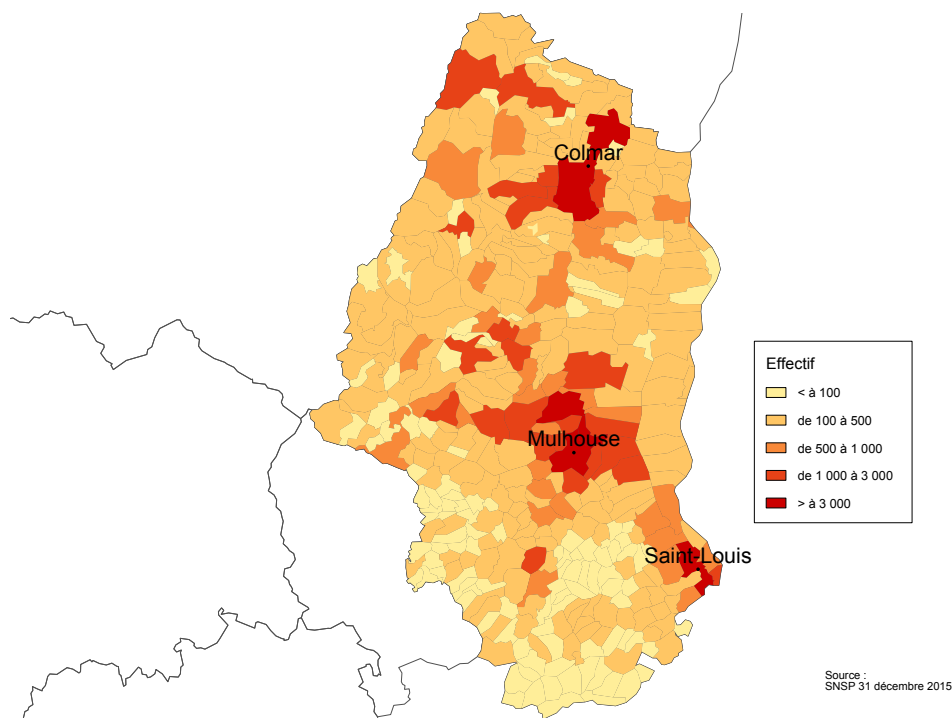 Colmar
Mulhouse
Saint-Louis
Effectif
< à 100
de 100 à 500
de 500 à 1 000
de 1 000 à 3 000
> à 3 000
Source :
SNSP 31 décembre 2015